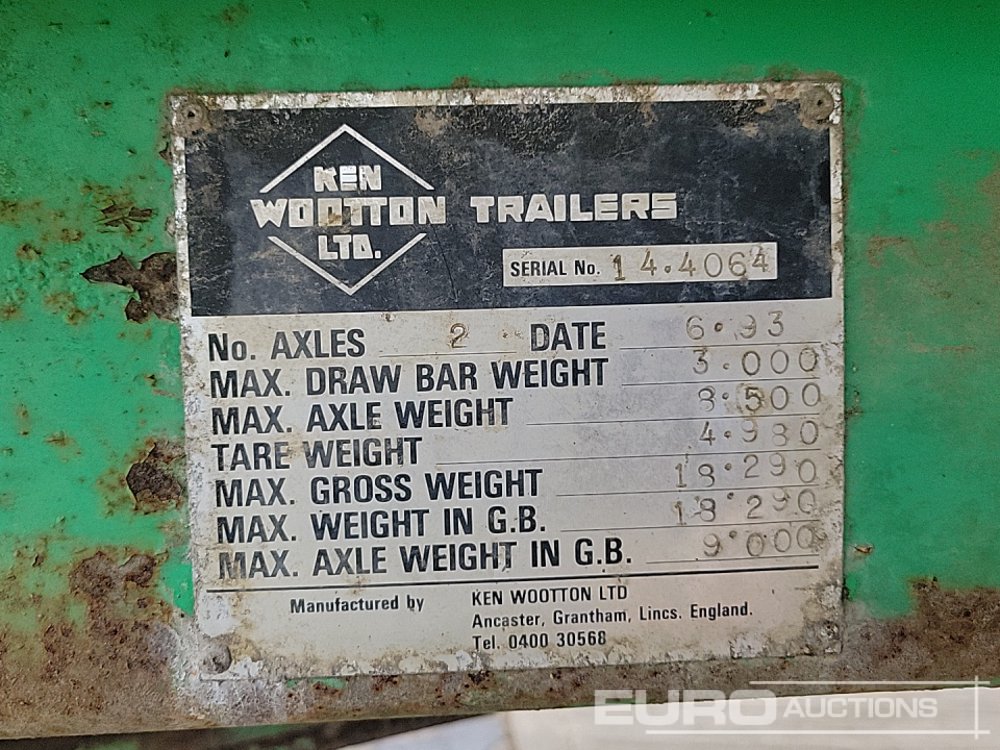 KEN
WOOTTON TRAILERS
LTD.
SERIAL No. 14.4064
No. AXLES 2 DATE 6.93
MAX. DRAW BAR WEIGHT 3.000
MAX. AXLE WEIGHT 8.500
TARE WEIGHT 4.980
MAX. GROSS WEIGHT 18.290
MAX. WEIGHT IN G.B. 18.290
MAX. AXLE WEIGHT IN G.B. 9.000
Manufactured by KEN WOOTTON LTD
Ancaster, Grantham, Lincs. England.
Tel. 0400 30568
EURO AUCTIONS